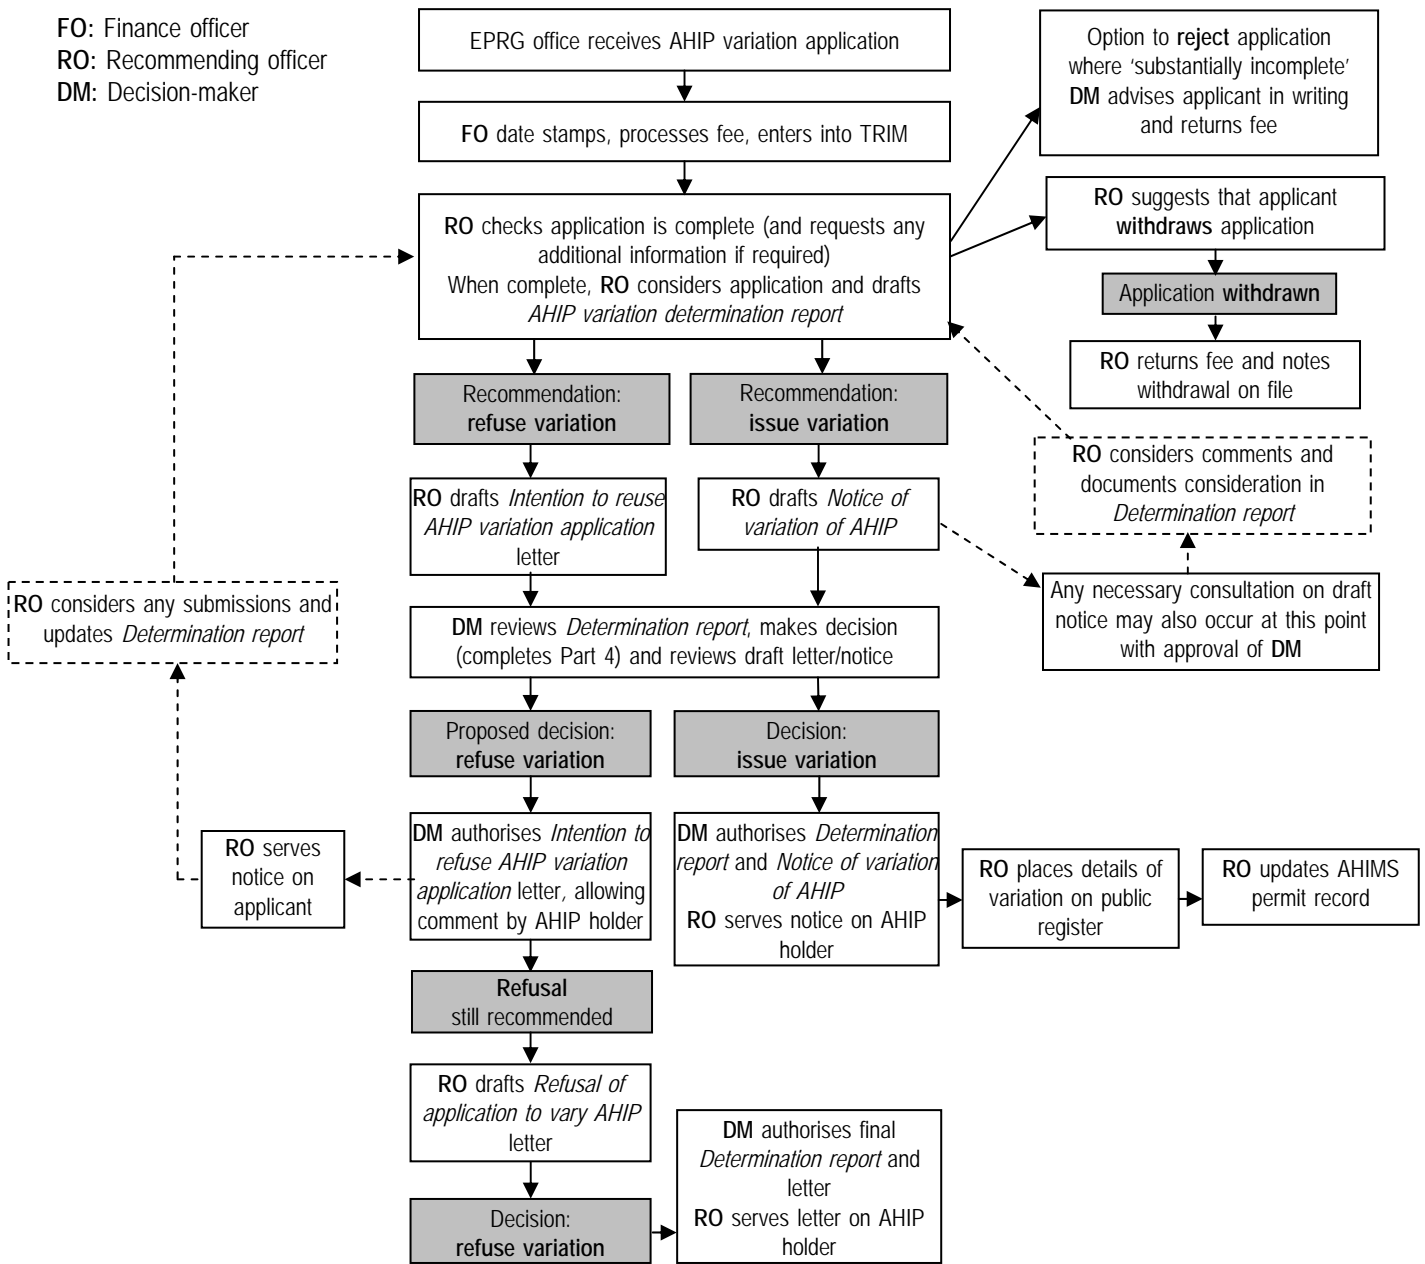 FO: Finance officer
RO: Recommending officer
DM: Decision-maker
EPRG office receives AHIP variation application
FO date stamps, processes fee, enters into TRIM
RO checks application is complete (and requests any
additional information if required)
When complete, RO considers application and drafts
AHIP variation determination report
Option to reject application
where ‘substantially incomplete’
DM advises applicant in writing
and returns fee
RO suggests that applicant
withdraws application
Application withdrawn
RO returns fee and notes
withdrawal on file
Recommendation:
refuse variation
Recommendation:
issue variation
RO considers comments and
documents consideration in
Determination report
RO drafts Intention to reuse
AHIP variation application
letter
RO drafts Notice of
variation of AHIP
Any necessary consultation on draft
notice may also occur at this point
with approval of DM
RO considers any submissions and
updates Determination report
DM reviews Determination report, makes decision
(completes Part 4) and reviews draft letter/notice
Proposed decision:
refuse variation
Decision:
issue variation
RO serves
notice on
applicant
DM authorises Intention to
refuse AHIP variation
application letter, allowing
comment by AHIP holder
DM authorises Determination
report and Notice of variation
of AHIP
RO serves notice on AHIP
holder
RO places details of
variation on public
register
RO updates AHIMS
permit record
Refusal
still recommended
RO drafts Refusal of
application to vary AHIP
letter
Decision:
refuse variation
DM authorises final
Determination report and
letter
RO serves letter on AHIP
holder